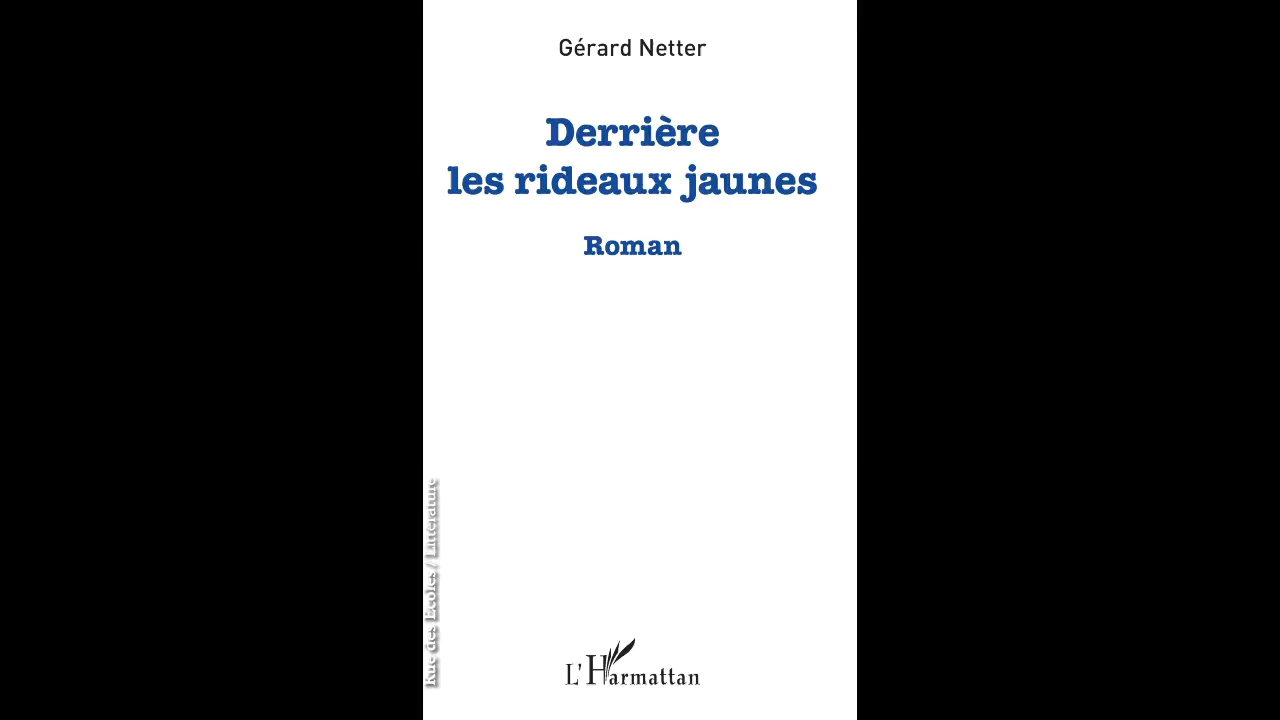 Gérard Netter
Derrière
les rideaux jaunes
Roman
Rue des Écoles / Littérature
L'Harmattan